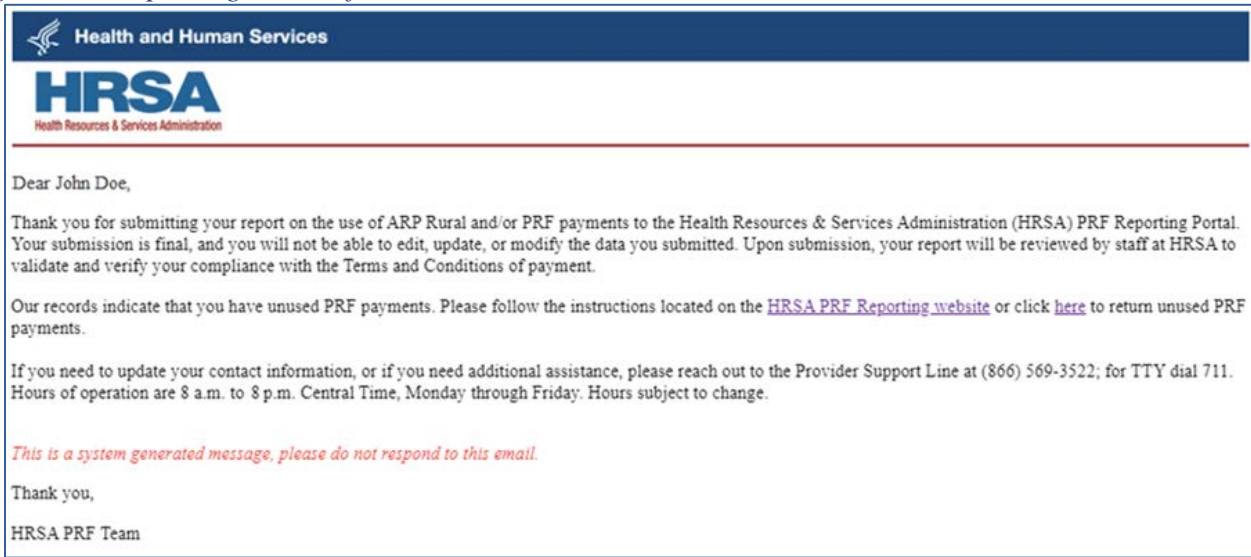 Health and Human Services
HRSA
Health Resources & Services Administration
Dear John Doe,
Thank you for submitting your report on the use of ARP Rural and/or PRF payments to the Health Resources & Services Administration (HRSA) PRF Reporting Portal.
Your submission is final, and you will not be able to edit, update, or modify the data you submitted. Upon submission, your report will be reviewed by staff at HRSA to
validate and verify your compliance with the Terms and Conditions of payment.
Our records indicate that you have unused PRF payments. Please follow the instructions located on the HRSA PRF Reporting website or click here to return unused PRF
payments.
If you need to update your contact information, or if you need additional assistance, please reach out to the Provider Support Line at (866) 569-3522; for TTY dial 711.
Hours of operation are 8 a.m. to 8 p.m. Central Time, Monday through Friday. Hours subject to change.
This is a system generated message, please do not respond to this email.
Thank you,
HRSA PRF Team